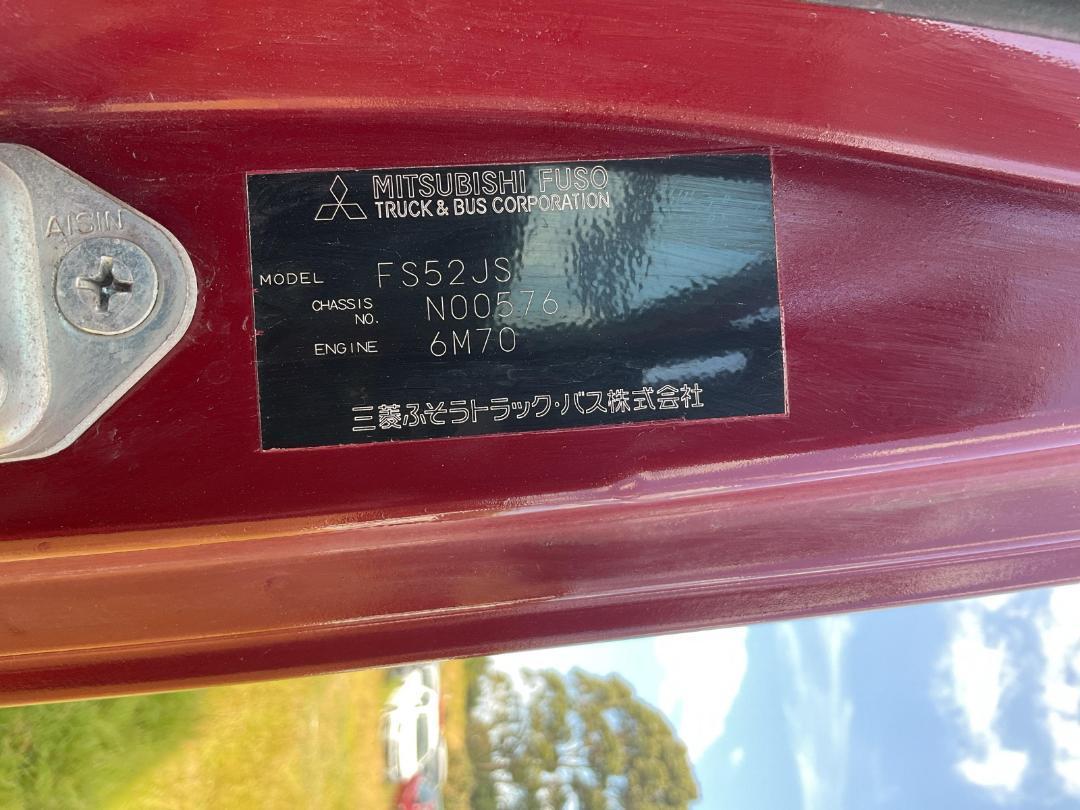 AISIN
MITSUBISHI FUSO
TRUCK & BUS CORPORATION
MODEL FS52JS
CHASSIS NO. N00576
ENGINE 6M70
三菱ふそうトラック・バス株式会社